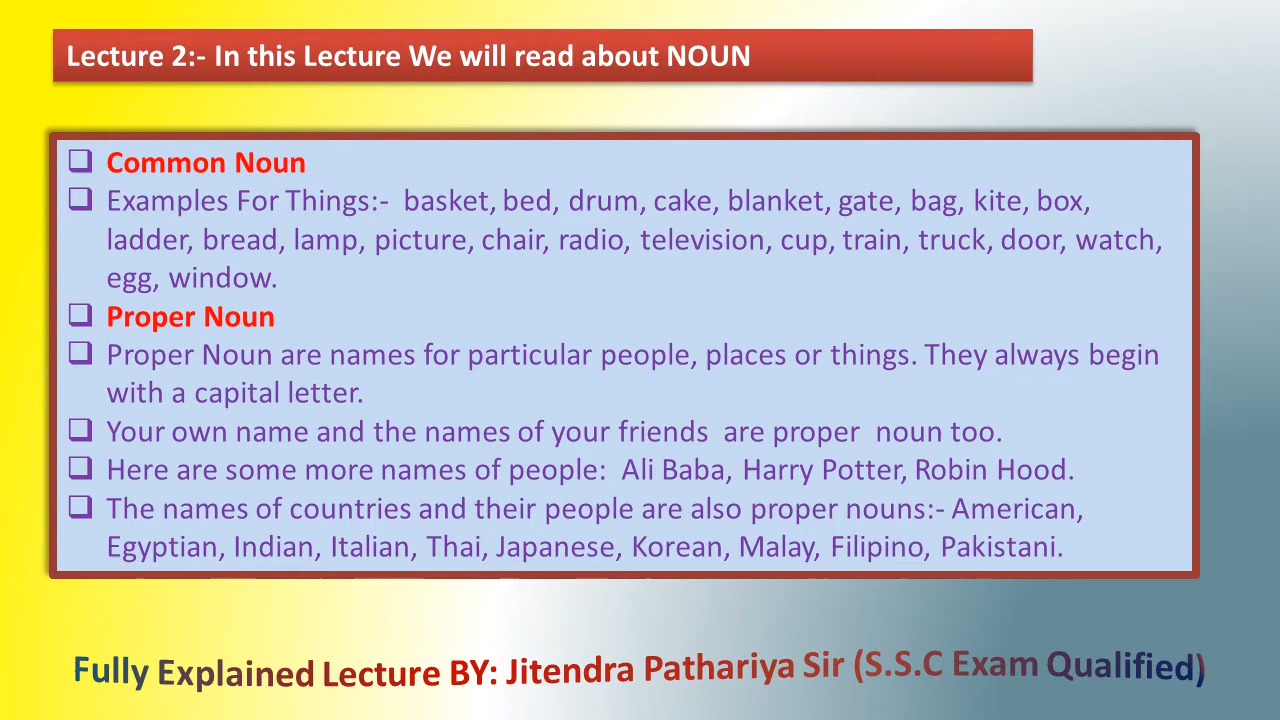 Lecture 2:- In this Lecture We will read about NOUN
❑ Common Noun
❑ Examples For Things:- basket, bed, drum, cake, blanket, gate, bag, kite, box,
ladder, bread, lamp, picture, chair, radio, television, cup, train, truck, door, watch,
egg, window.
❑ Proper Noun
❑ Proper Noun are names for particular people, places or things. They always begin
with a capital letter.
❑ Your own name and the names of your friends are proper noun too.
❑ Here are some more names of people: Ali Baba, Harry Potter, Robin Hood.
❑ The names of countries and their people are also proper nouns:- American,
Egyptian, Indian, Italian, Thai, Japanese, Korean, Malay, Filipino, Pakistani.
Fully Explained Lecture BY: Jitendra Pathariya Sir (S.S.C Exam Qualified)